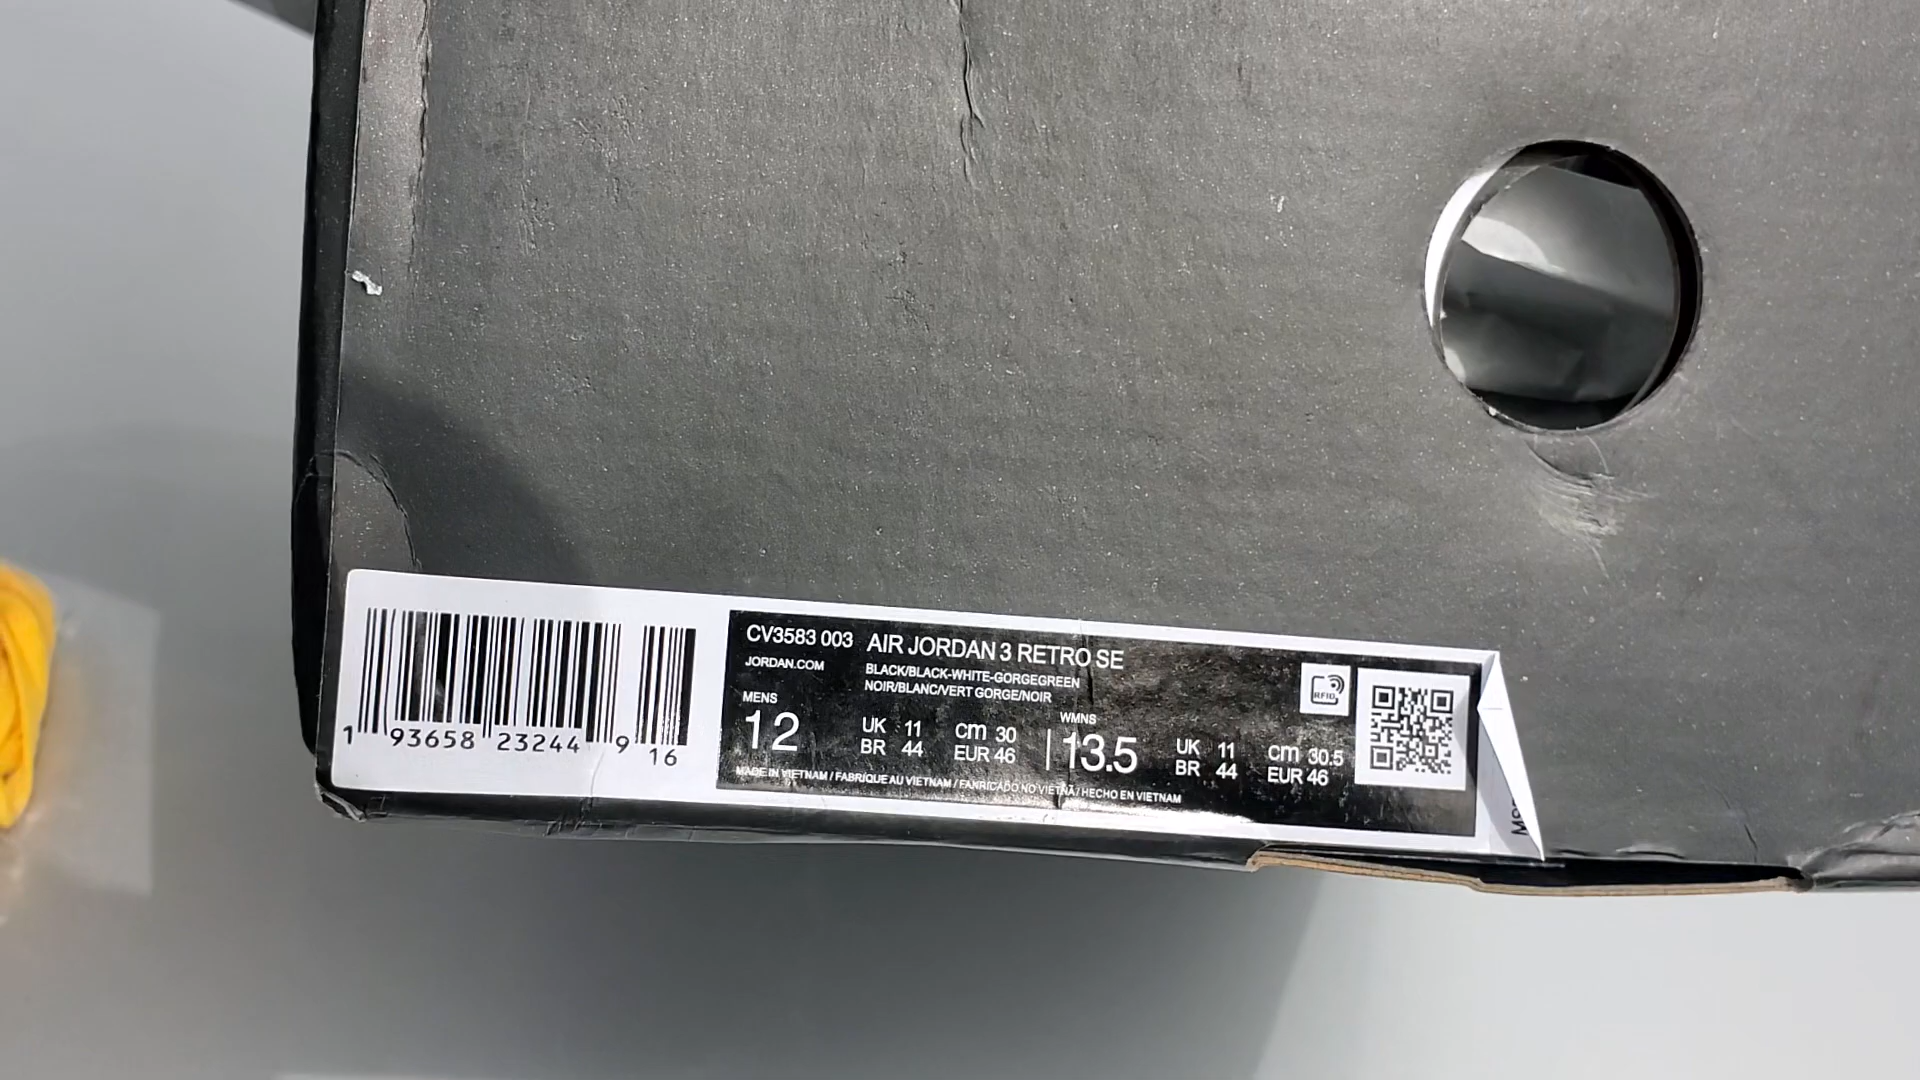 1 93658 23244 9 16
CV3583 003 AIR JORDAN 3 RETRO SE
JORDAN.COM
BLACK/BLACK-WHITE-GORGEGREEN
NOIR/BLANC/VERT GORGE/NOIR
MENS
12
UK 11
BR 44
cm 30
EUR 46
WMNS
13.5
UK 11
BR 44
cm 30.5
EUR 46
MADE IN VIETNAM / FABRIQUE AU VIETNAM / FABRICADO NO VIETNÃ / HECHO EN VIETNAM
RFID